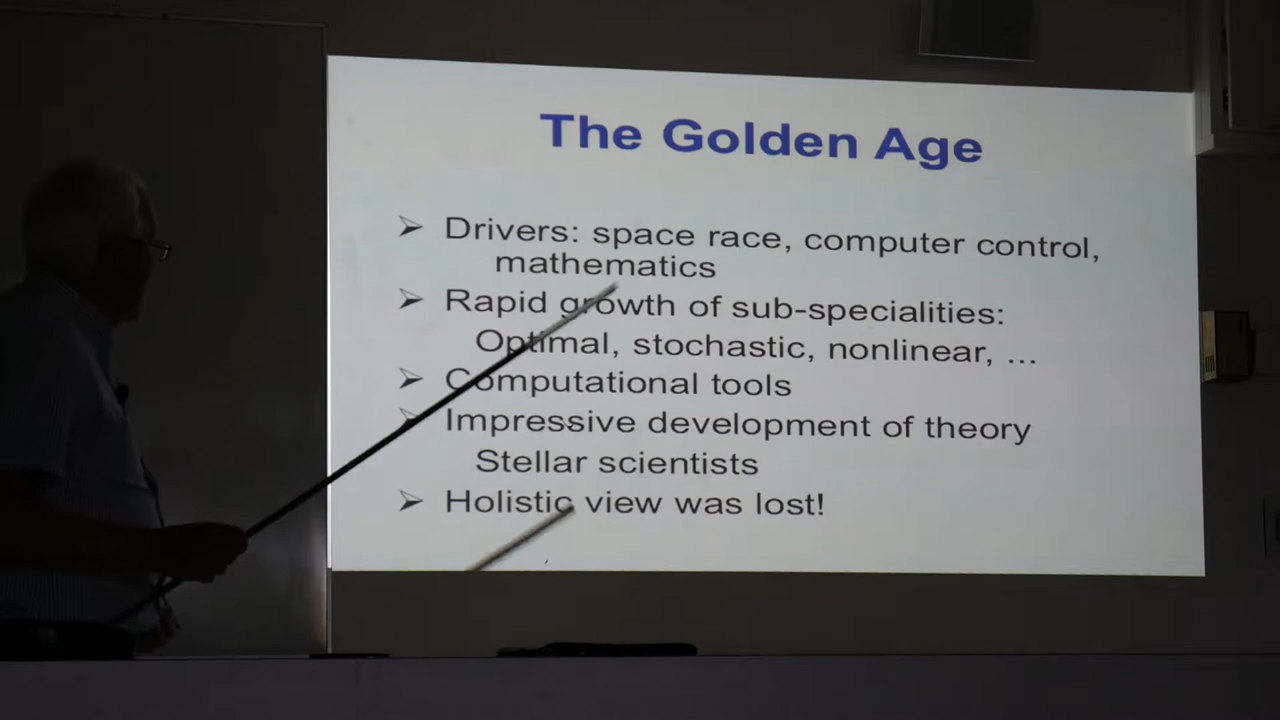 The Golden Age
Drivers: space race, computer control,
mathematics
Rapid growth of sub-specialities:
Optimal, stochastic, nonlinear, ...
Computational tools
Impressive development of theory
Stellar scientists
Holistic view was lost!